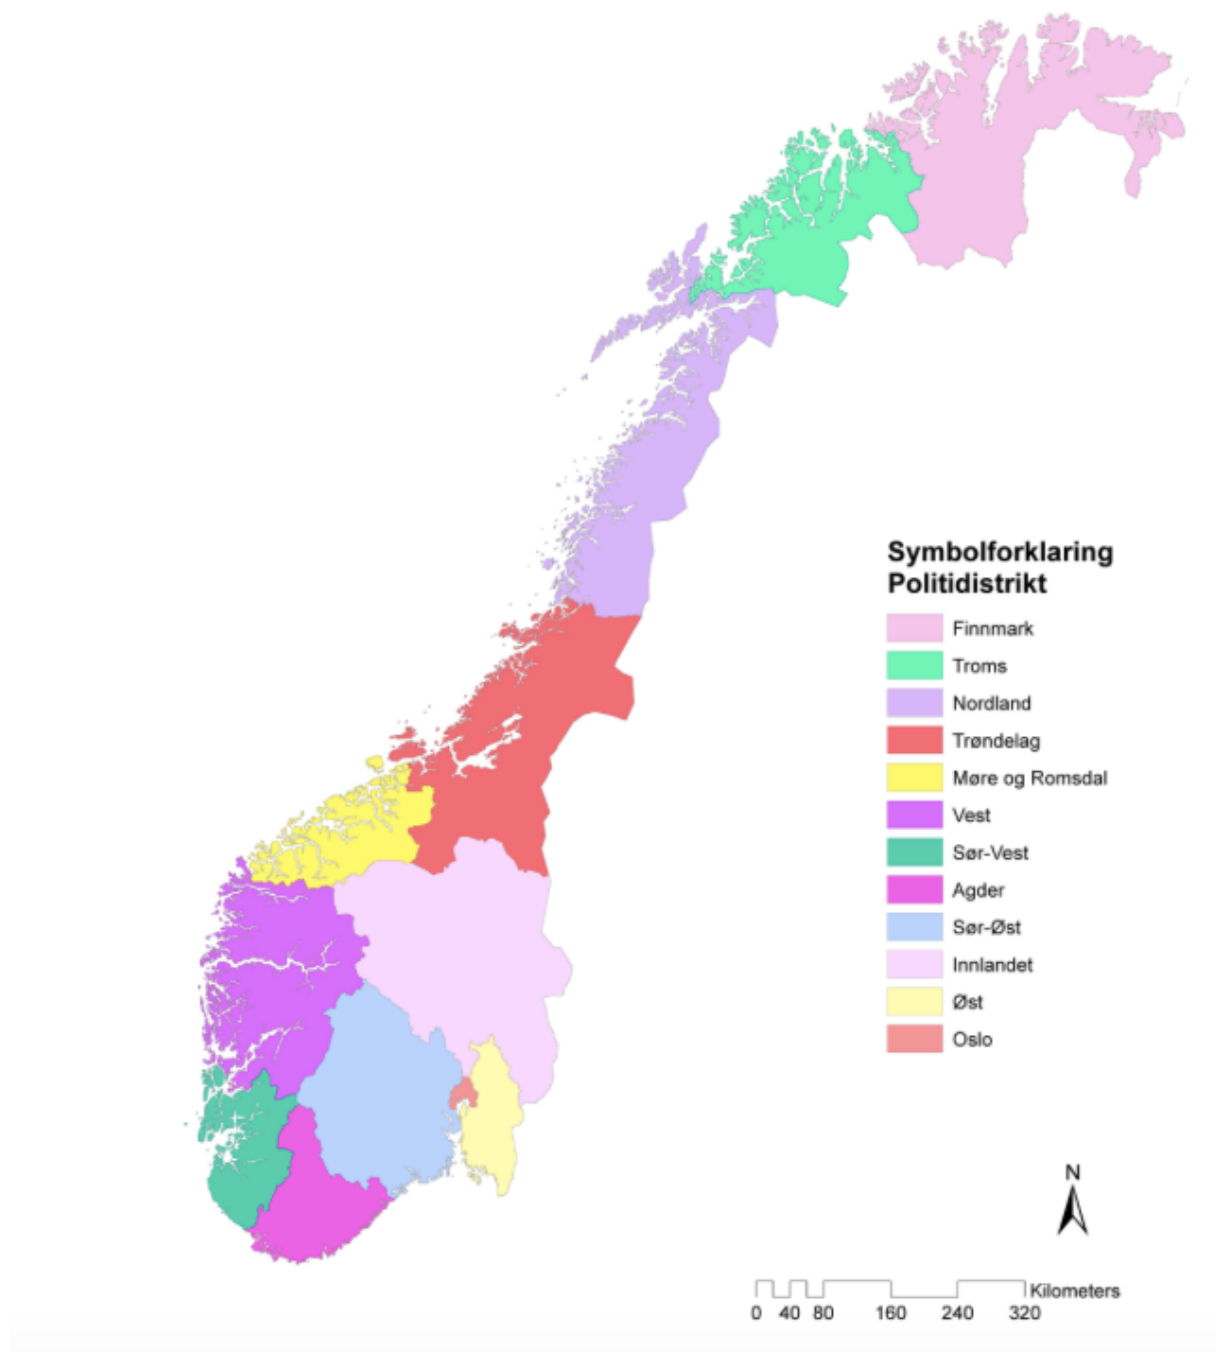 Symbolforklaring
Politidistrikt
Finnmark
Troms
Nordland
Trøndelag
Møre og Romsdal
Vest
Sør-Vest
Agder
Sør-Øst
Innlandet
Øst
Oslo
N
Kilometers
0 40 80 160 240 320